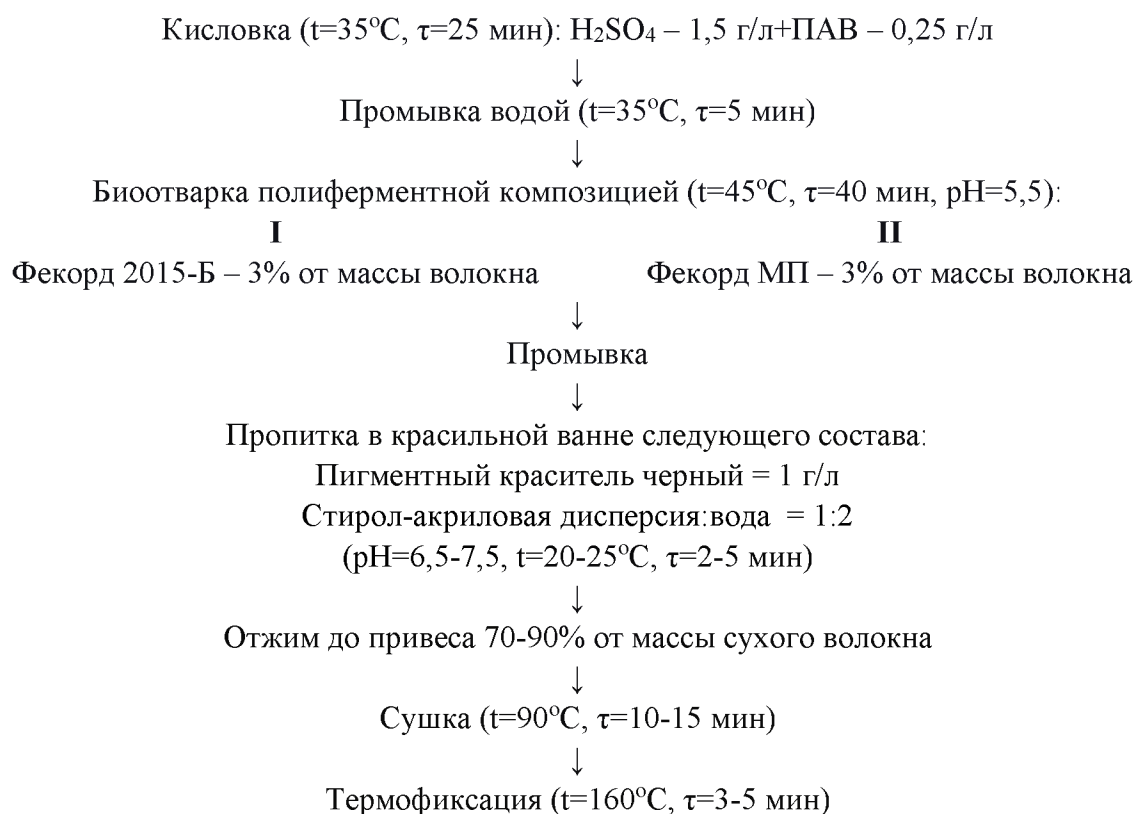 Кисловка (t=35°C, τ=25 мин): H₂SO₄ – 1,5 г/л+ПАВ – 0,25 г/л
↓
Промывка водой (t=35°C, τ=5 мин)
↓
Биоотварка полиферментной композицией (t=45°C, τ=40 мин, pH=5,5):
I II
Фекорд 2015-Б – 3% от массы волокна Фекорд МП – 3% от массы волокна
↓
Промывка
↓
Пропитка в красильной ванне следующего состава:
Пигментный краситель черный = 1 г/л
Стирол-акриловая дисперсия:вода = 1:2
(pH=6,5-7,5, t=20-25°C, τ=2-5 мин)
↓
Отжим до привеса 70-90% от массы сухого волокна
↓
Сушка (t=90°C, τ=10-15 мин)
↓
Термофиксация (t=160°C, τ=3-5 мин)